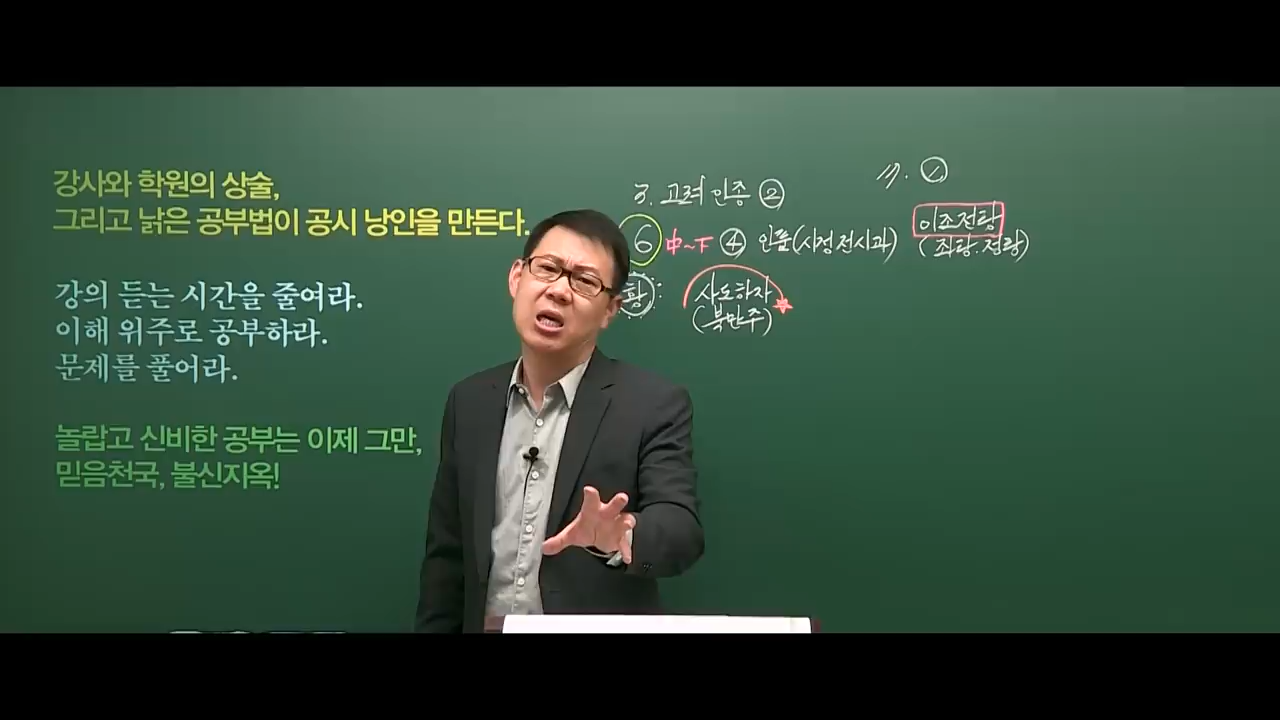 강사와 학원의 상술,
그리고 낡은 공부법이 공시 낭인을 만든다.
강의 듣는 시간을 줄여라.
이해 위주로 공부하라.
문제를 풀어라.
놀랍고 신비한 공부는 이제 그만,
믿음천국, 불신지옥!
고려 인종 ②
⑥ 中~下 ④ 인품(시정전시과)
사도하자
(북만주)
17. ①
이조전랑
(좌랑.정랑)